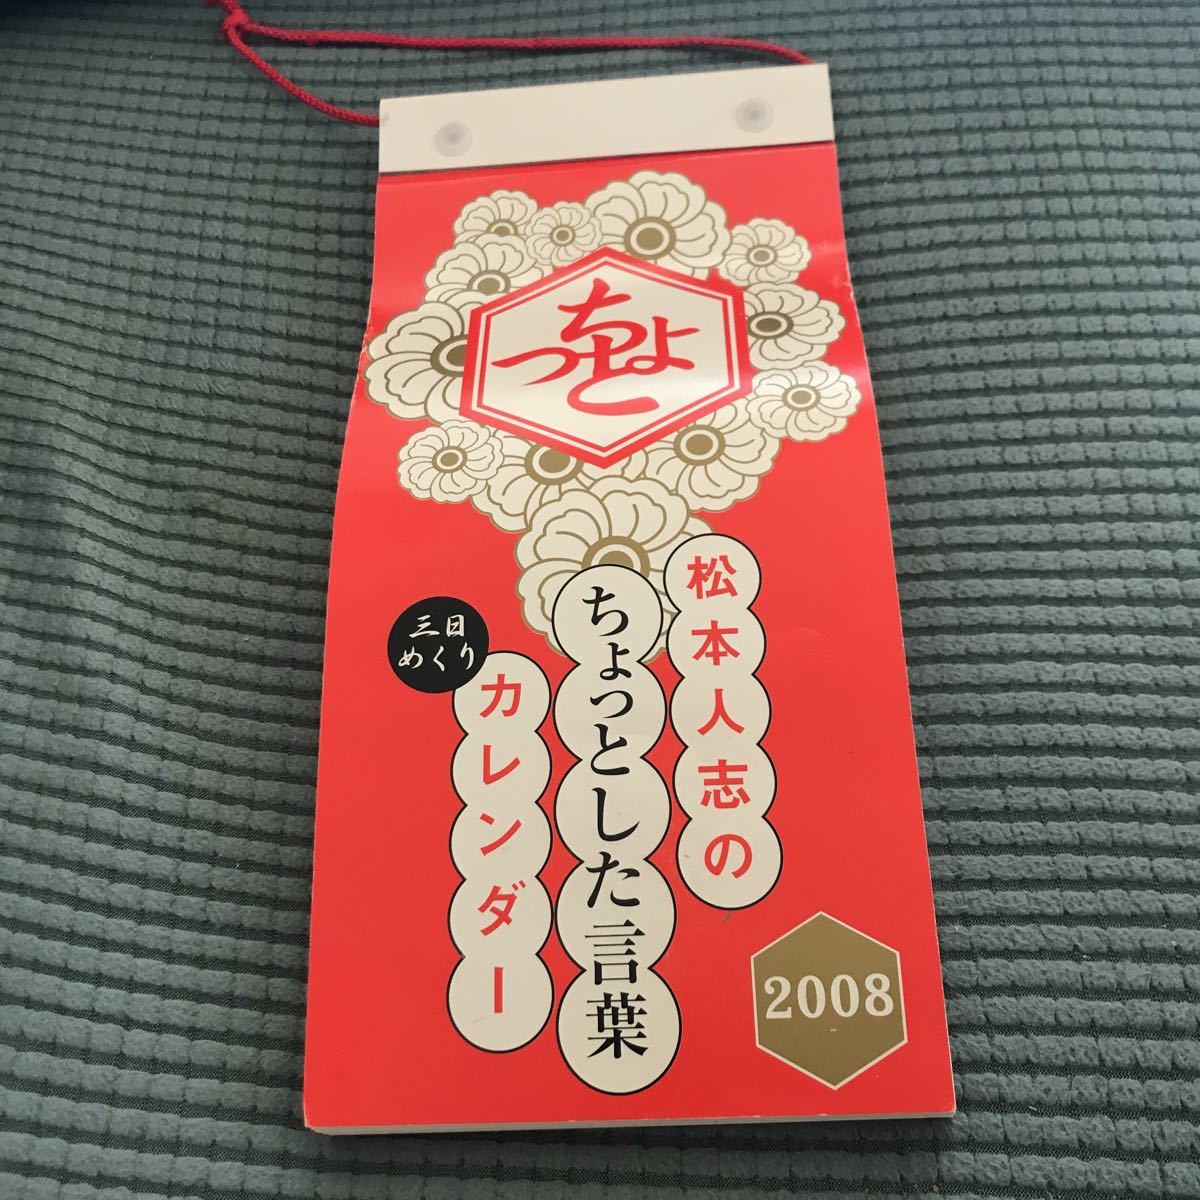 ちょっと
松本人志の
ちょっとした言葉
三日
めくり
カレンダー
2008